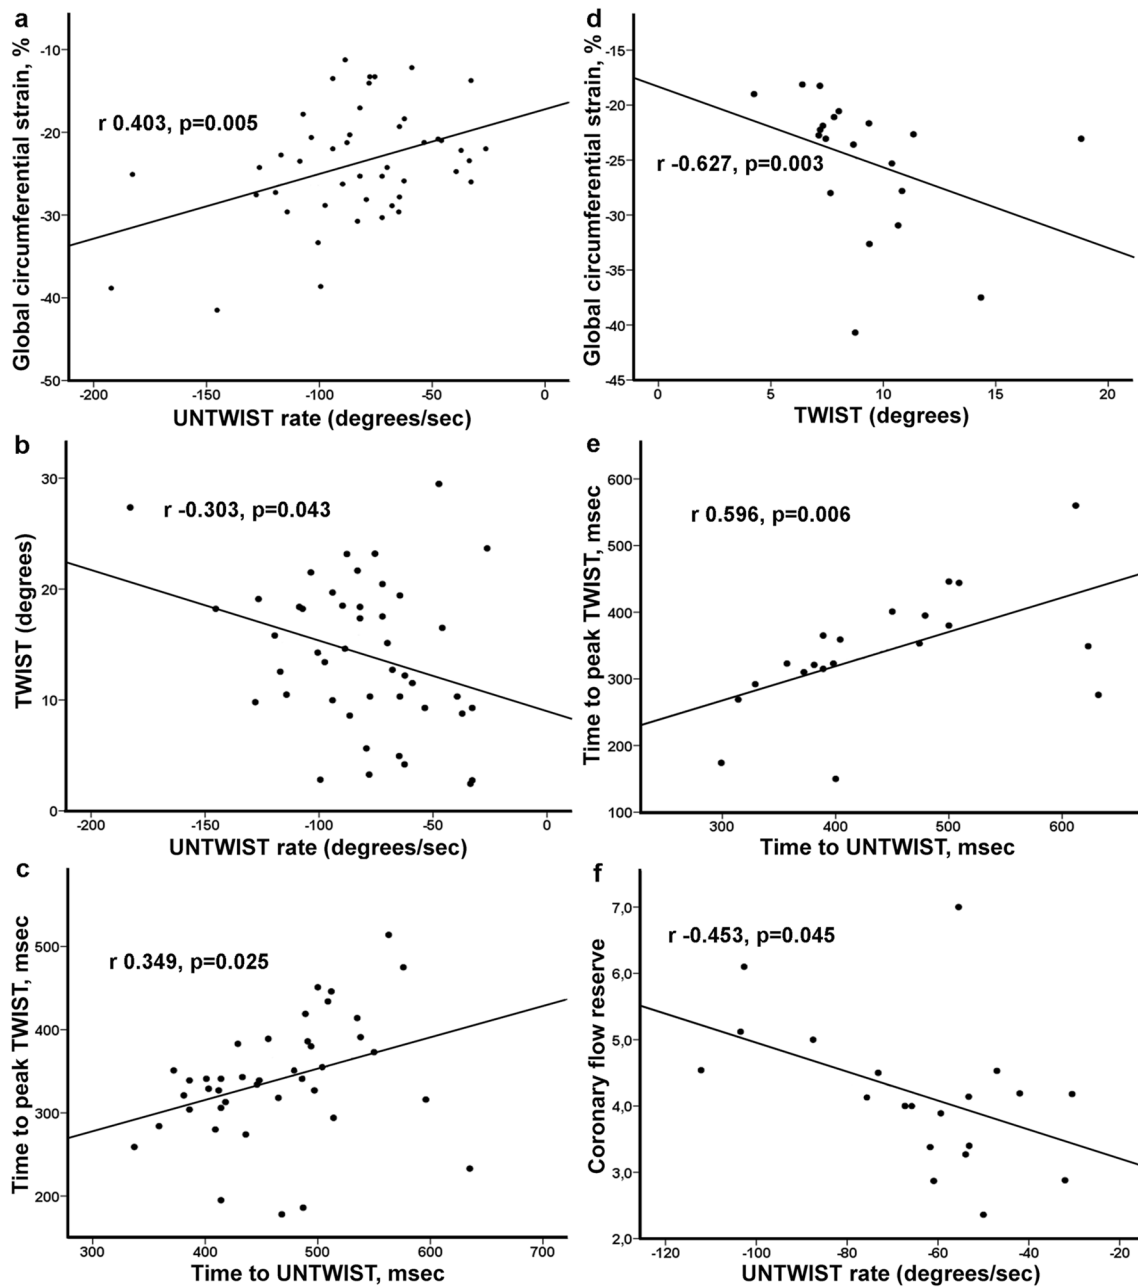 a
Global circumferential strain, %
-10
-20
-30
-40
-50
r 0.403, p=0.005
-200 -150 -100 -50 0
UNTWIST rate (degrees/sec)
d
Global circumferential strain, %
-15
-20
-25
-30
-35
-40
-45
r -0.627, p=0.003
0 5 10 15 20
TWIST (degrees)
b
TWIST (degrees)
30
20
10
0
r -0.303, p=0.043
-200 -150 -100 -50 0
UNTWIST rate (degrees/sec)
e
Time to peak TWIST, msec
600
500
400
300
200
100
r 0.596, p=0.006
300 400 500 600
Time to UNTWIST, msec
c
Time to peak TWIST, msec
500
400
300
200
r 0.349, p=0.025
300 400 500 600 700
Time to UNTWIST, msec
f
Coronary flow reserve
7,0
6,0
5,0
4,0
3,0
2,0
r -0.453, p=0.045
-120 -100 -80 -60 -40 -20
UNTWIST rate (degrees/sec)